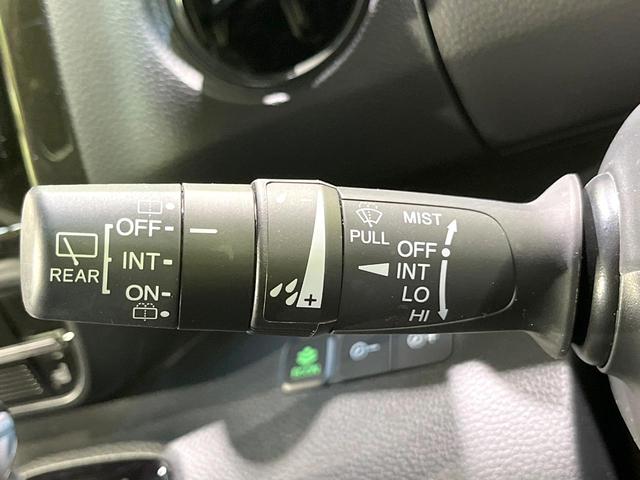 REAR
OFF
INT
ON
+
PULL
MIST
OFF
INT
LO
HI